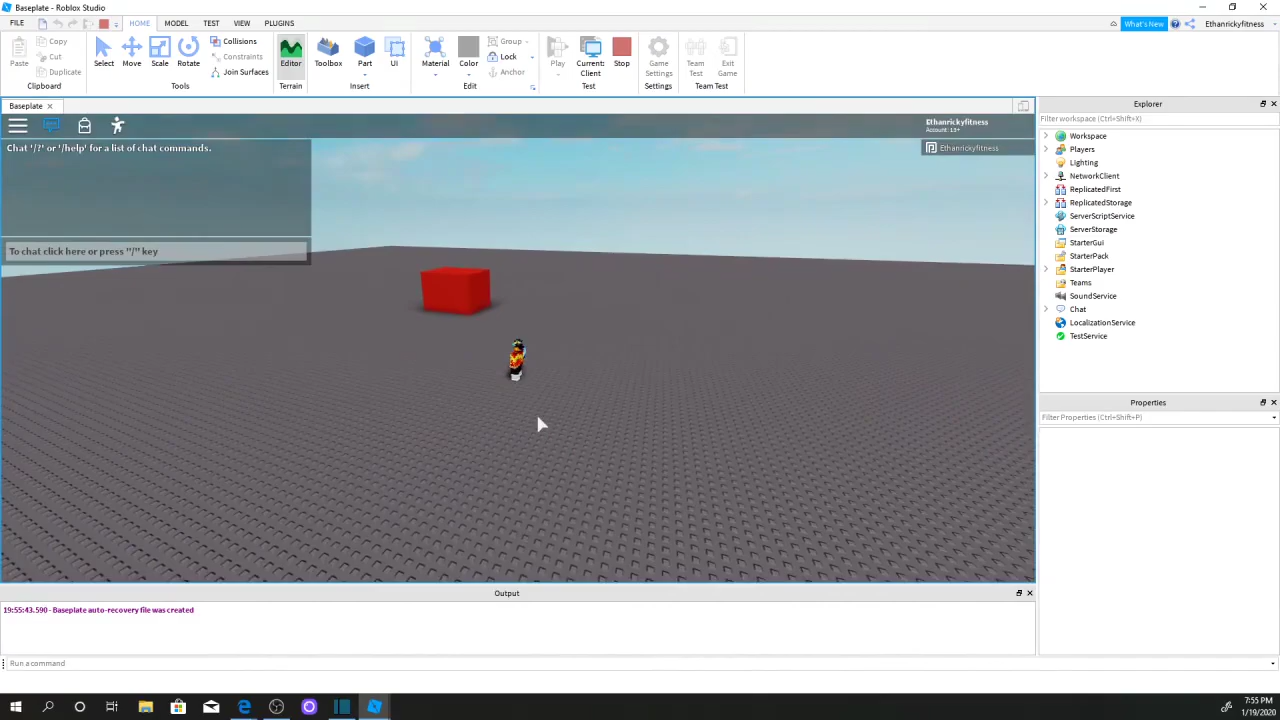 Baseplate - Roblox Studio
FILE
HOME
MODEL
TEST
VIEW
PLUGINS
What's New
Ethanrickyfitness
Paste
Copy
Cut
Duplicate
Clipboard
Select
Move
Scale
Rotate
Collisions
Constraints
Join Surfaces
Tools
Editor
Terrain
Toolbox
Part
UI
Insert
Material
Color
Group
Lock
Anchor
Edit
Play
Current:
Client
Stop
Test
Game
Settings
Settings
Team
Test
Exit
Game
Team Test
Baseplate
Ethanrickyfitness
Account: 13+
Ethanrickyfitness
Chat '/?' or '/help' for a list of chat commands.
To chat click here or press "/" key
Explorer
Filter workspace (Ctrl+Shift+X)
Workspace
Players
Lighting
NetworkClient
ReplicatedFirst
ReplicatedStorage
ServerScriptService
ServerStorage
StarterGui
StarterPack
StarterPlayer
Teams
SoundService
Chat
LocalizationService
TestService
Properties
Filter Properties (Ctrl+Shift+P)
Output
19:55:43.590 - Baseplate auto-recovery file was created
Run a command
7:55 PM
1/19/2020